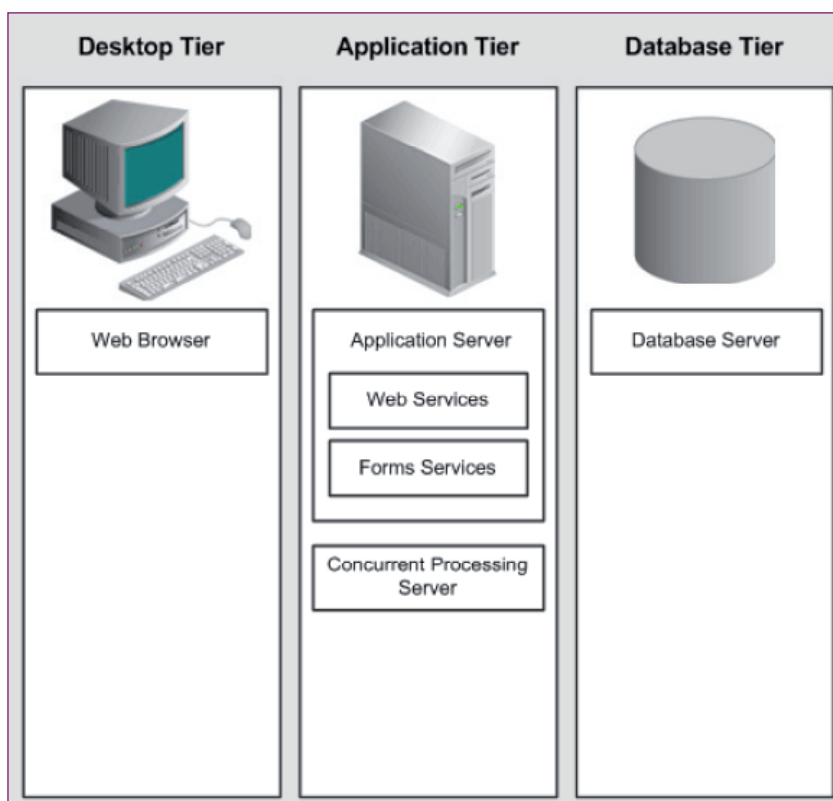 Desktop Tier
Application Tier
Database Tier
Web Browser
Application Server
Web Services
Forms Services
Concurrent Processing
Server
Database Server